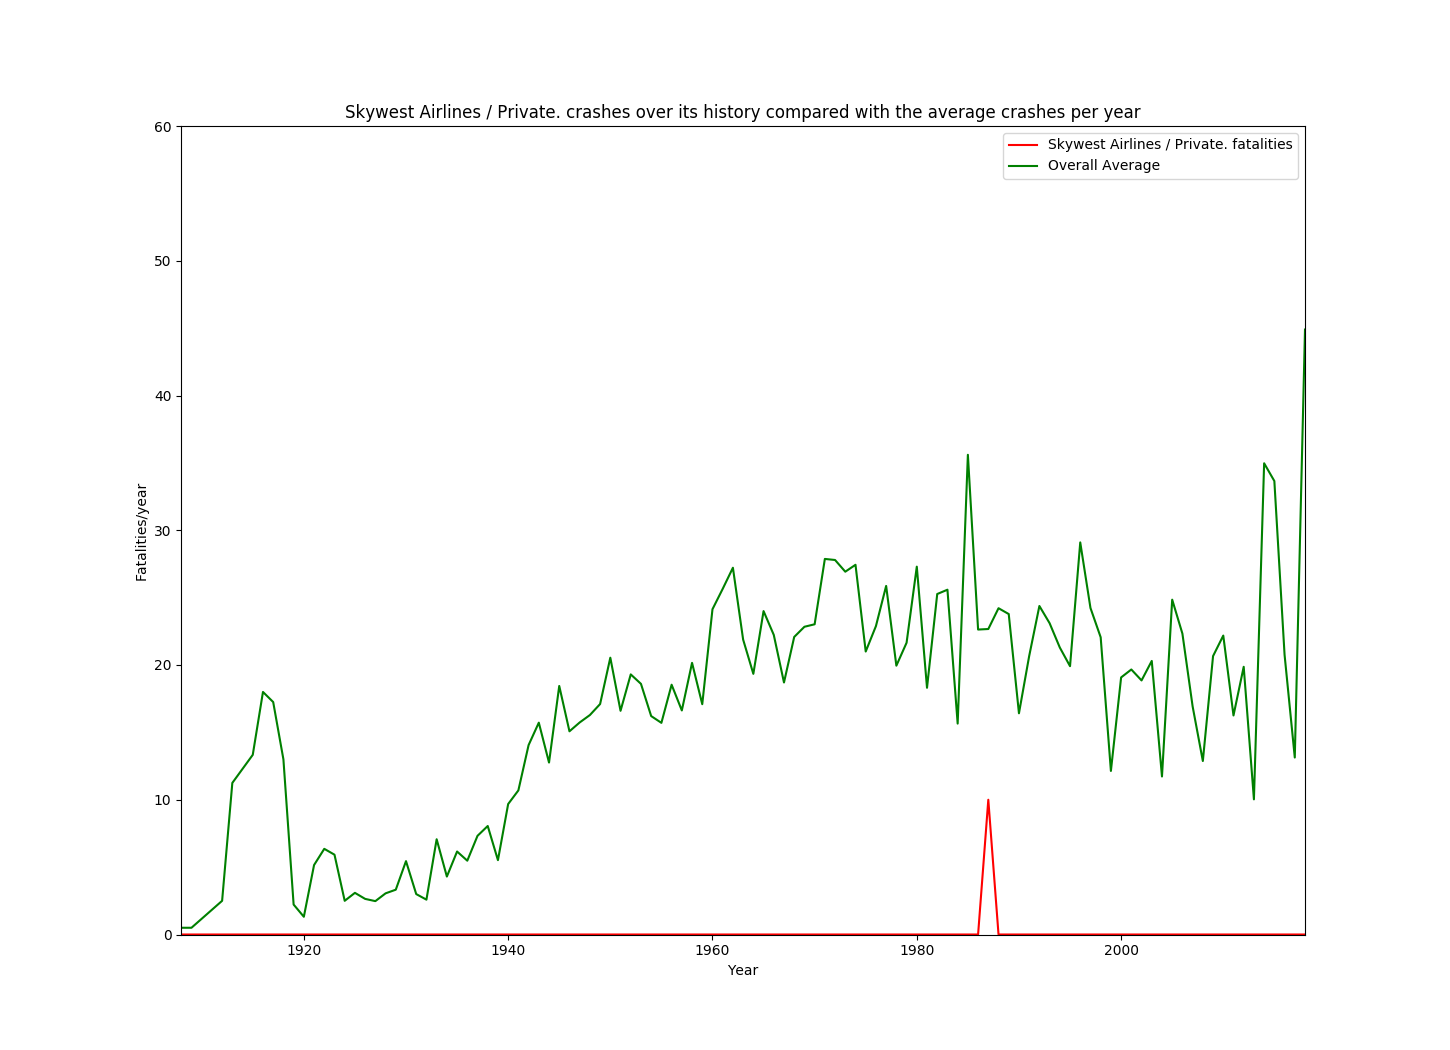 Skywest Airlines / Private. crashes over its history compared with the average crashes per year
60
Skywest Airlines / Private. fatalities
Overall Average
50
40
30
Fatalities/year
20
10
0
1920 1940 1960 1980 2000
Year